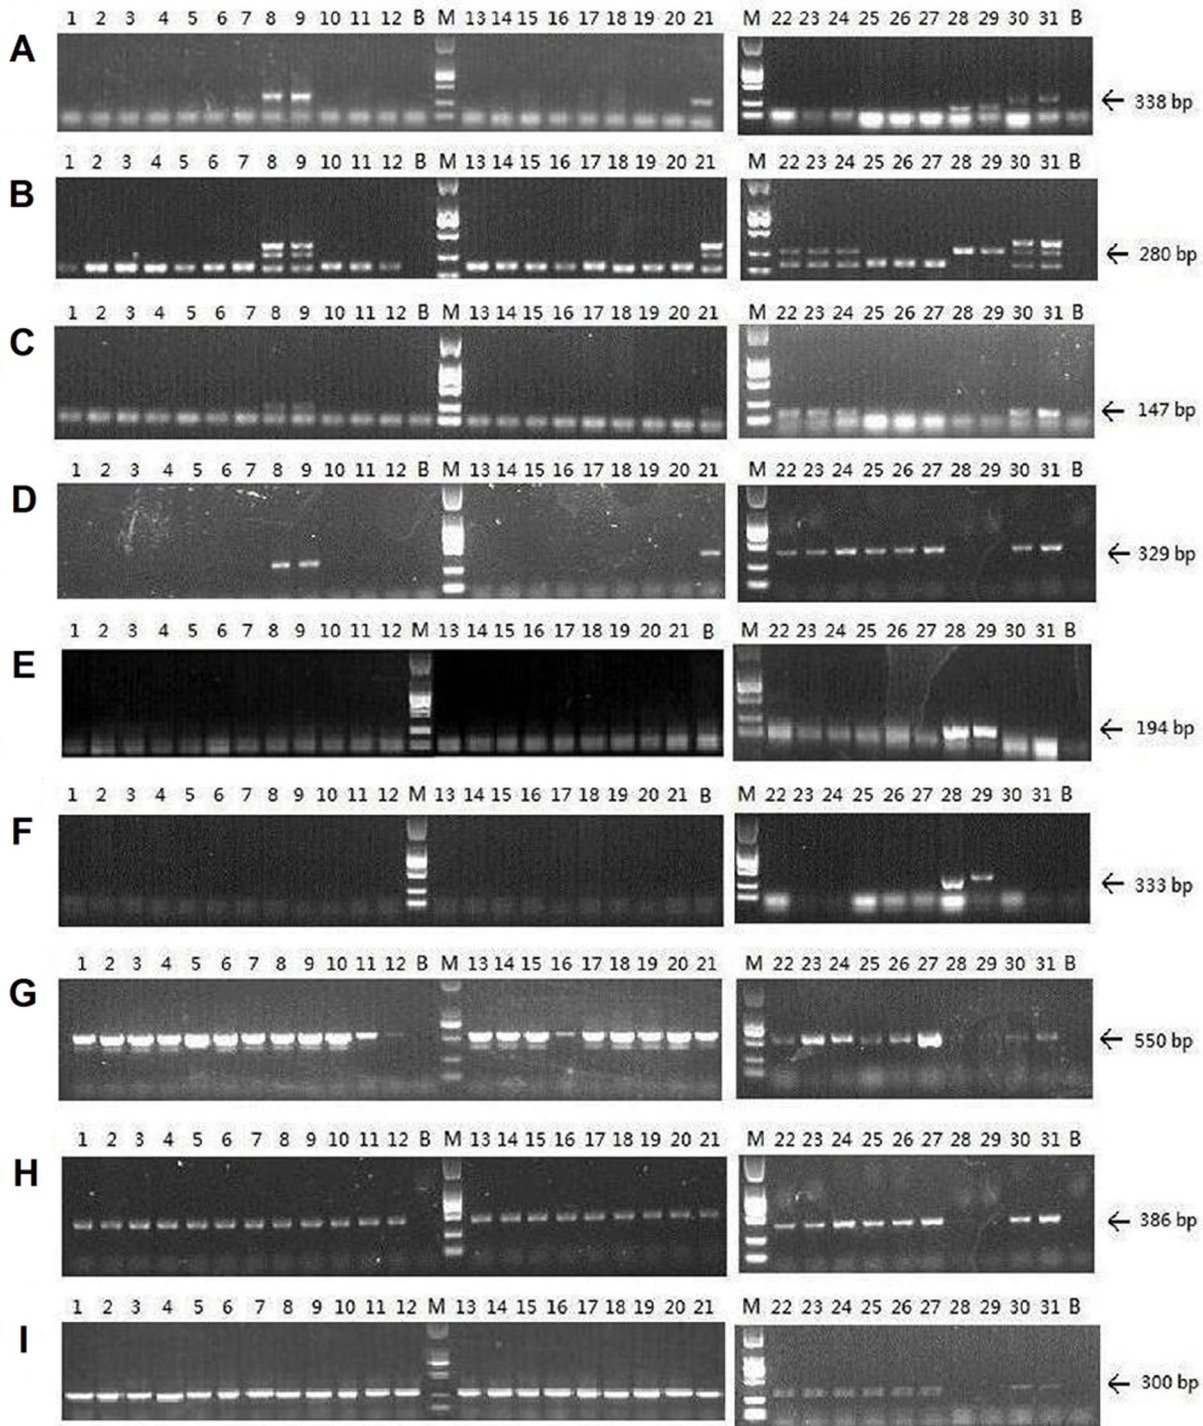 1 2 3 4 5 6 7 8 9 10 11 12 B M 13 14 15 16 17 18 19 20 21 M 22 23 24 25 26 27 28 29 30 31 B
A ← 338 bp
1 2 3 4 5 6 7 8 9 10 11 12 B M 13 14 15 16 17 18 19 20 21 M 22 23 24 25 26 27 28 29 30 31 B
B ← 280 bp
1 2 3 4 5 6 7 8 9 10 11 12 B M 13 14 15 16 17 18 19 20 21 M 22 23 24 25 26 27 28 29 30 31 B
C ← 147 bp
1 2 3 4 5 6 7 8 9 10 11 12 B M 13 14 15 16 17 18 19 20 21 M 22 23 24 25 26 27 28 29 30 31 B
D ← 329 bp
1 2 3 4 5 6 7 8 9 10 11 12 M 13 14 15 16 17 18 19 20 21 B M 22 23 24 25 26 27 28 29 30 31 B
E ← 194 bp
1 2 3 4 5 6 7 8 9 10 11 12 M 13 14 15 16 17 18 19 20 21 B M 22 23 24 25 26 27 28 29 30 31 B
F ← 333 bp
1 2 3 4 5 6 7 8 9 10 11 12 B M 13 14 15 16 17 18 19 20 21 M 22 23 24 25 26 27 28 29 30 31 B
G ← 550 bp
1 2 3 4 5 6 7 8 9 10 11 12 B M 13 14 15 16 17 18 19 20 21 M 22 23 24 25 26 27 28 29 30 31 B
H ← 386 bp
1 2 3 4 5 6 7 8 9 10 11 12 M 13 14 15 16 17 18 19 20 21 M 22 23 24 25 26 27 28 29 30 31 B
I ← 300 bp